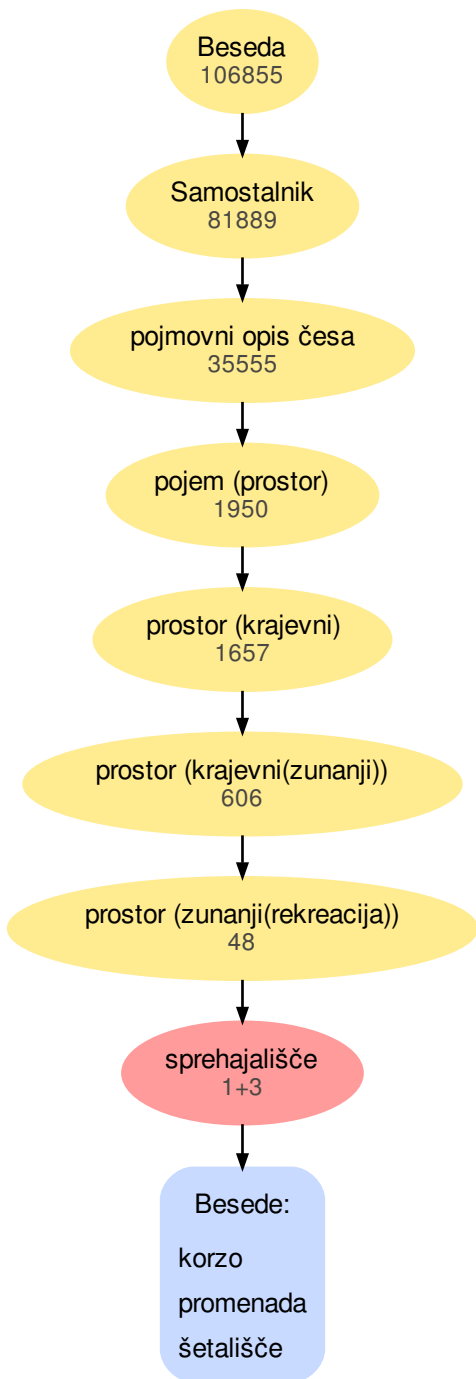 Beseda
106855
Samostalnik
81889
pojmovni opis česa
35555
pojem (prostor)
1950
prostor (krajevni)
1657
prostor (krajevni(zunanji))
606
prostor (zunanji(rekreacija))
48
sprehajališče
1+3
Besede:
korzo
promenada
šetališče